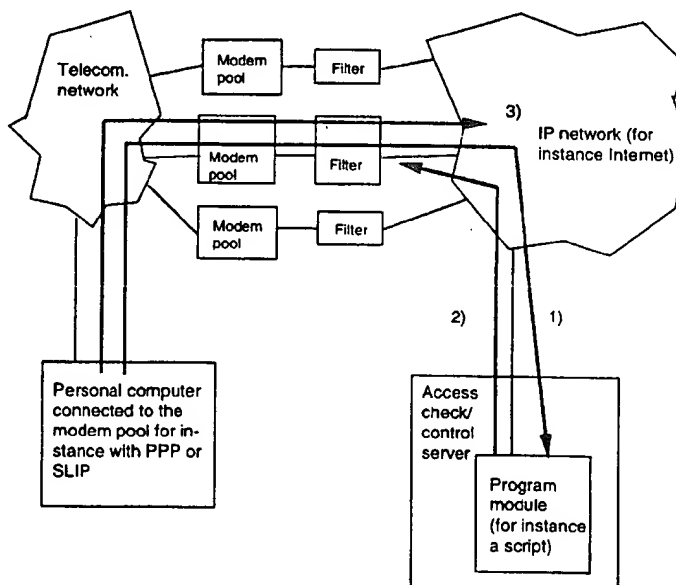 Telecom.
network
Modem
pool
Filter
3)
IP network (for
instance Internet)
Modem
pool
Filter
Modem
pool
Filter
2)
1)
Personal computer
connected to the
modem pool for in-
stance with PPP or
SLIP
Access
check/
control
server
Program
module
(for instance
a script)